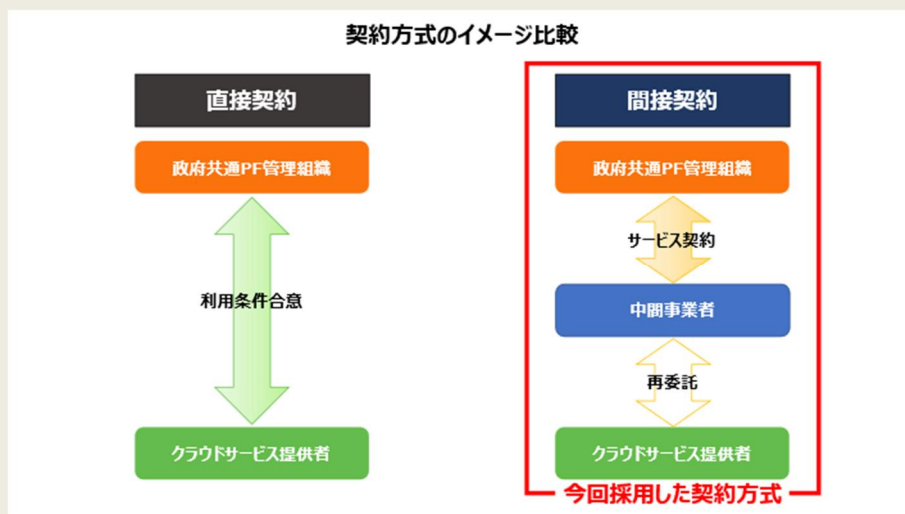 契約方式のイメージ比較
直接契約
政府共通PF管理組織
利用条件合意
クラウドサービス提供者
間接契約
政府共通PF管理組織
サービス契約
中間事業者
再委託
クラウドサービス提供者
今回採用した契約方式